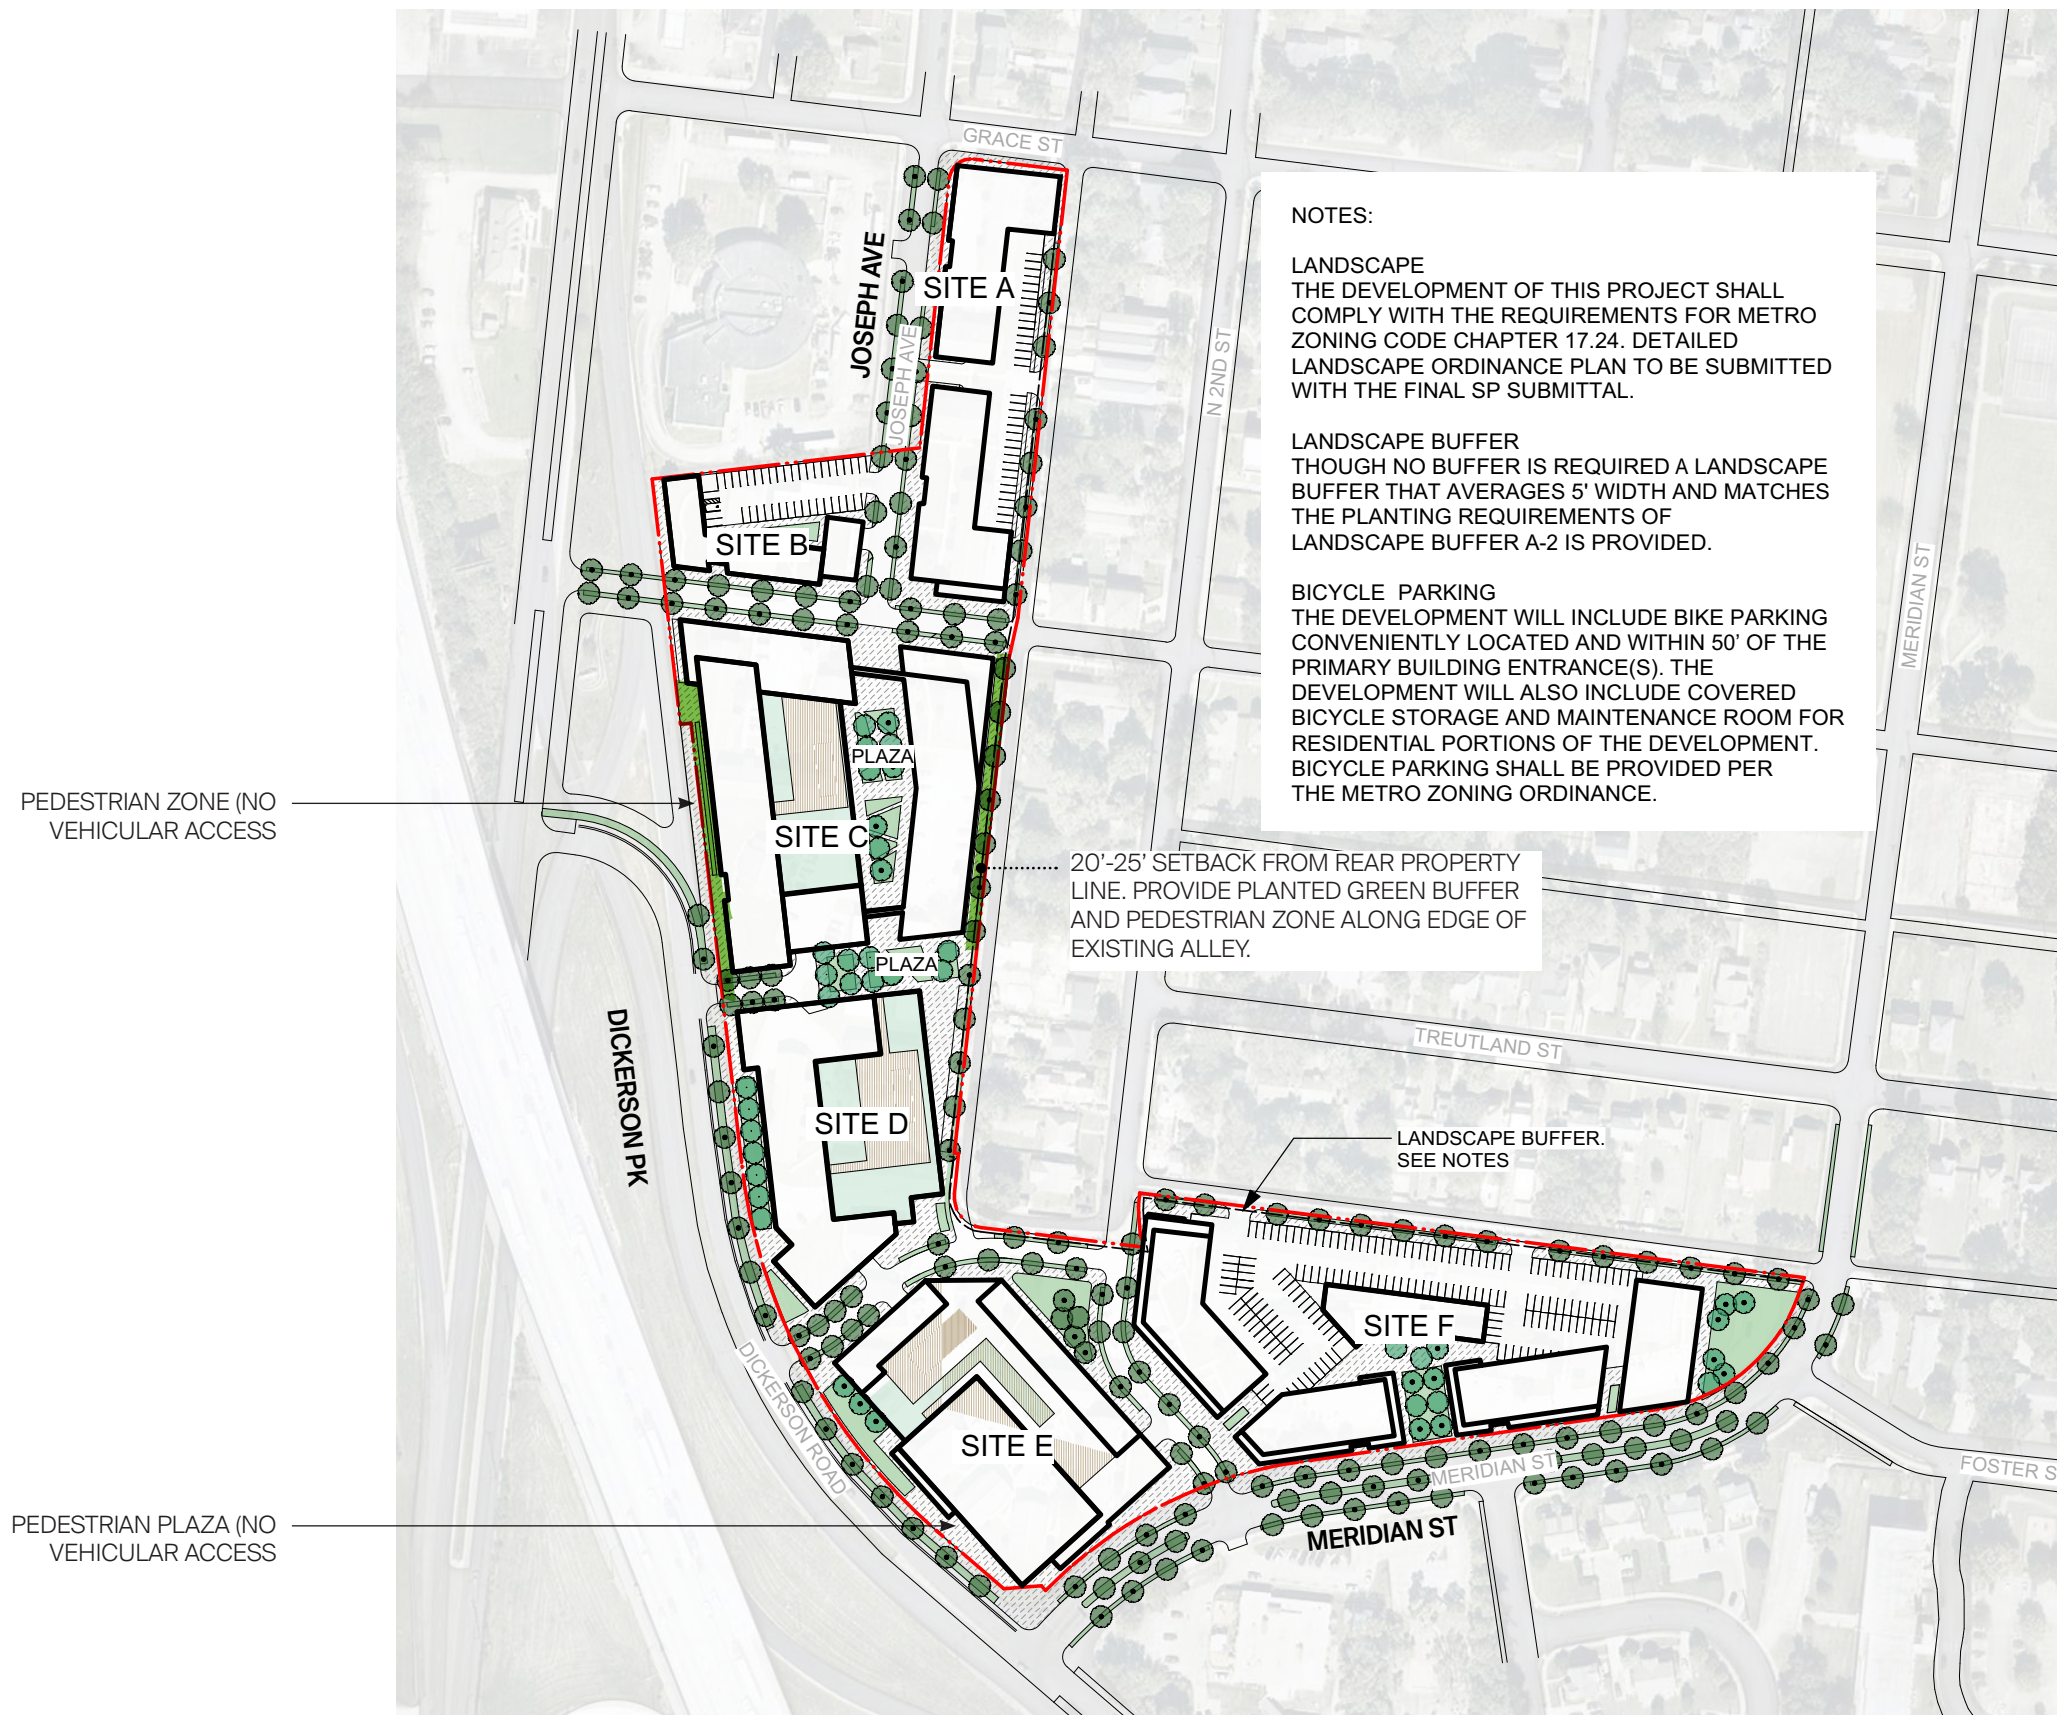 GRACE ST
JOSEPH AVE
SITE A
JOSEPH AVE
N 2ND ST
MERIDIAN ST
NOTES:
LANDSCAPE
THE DEVELOPMENT OF THIS PROJECT SHALL
COMPLY WITH THE REQUIREMENTS FOR METRO
ZONING CODE CHAPTER 17.24. DETAILED
LANDSCAPE ORDINANCE PLAN TO BE SUBMITTED
WITH THE FINAL SP SUBMITTAL.
LANDSCAPE BUFFER
THOUGH NO BUFFER IS REQUIRED A LANDSCAPE
BUFFER THAT AVERAGES 5' WIDTH AND MATCHES
THE PLANTING REQUIREMENTS OF
LANDSCAPE BUFFER A-2 IS PROVIDED.
BICYCLE PARKING
THE DEVELOPMENT WILL INCLUDE BIKE PARKING
CONVENIENTLY LOCATED AND WITHIN 50' OF THE
PRIMARY BUILDING ENTRANCE(S). THE
DEVELOPMENT WILL ALSO INCLUDE COVERED
BICYCLE STORAGE AND MAINTENANCE ROOM FOR
RESIDENTIAL PORTIONS OF THE DEVELOPMENT.
BICYCLE PARKING SHALL BE PROVIDED PER
THE METRO ZONING ORDINANCE.
SITE B
PLAZA
PEDESTRIAN ZONE (NO
VEHICULAR ACCESS
SITE C
20'-25' SETBACK FROM REAR PROPERTY
LINE. PROVIDE PLANTED GREEN BUFFER
AND PEDESTRIAN ZONE ALONG EDGE OF
EXISTING ALLEY.
PLAZA
DICKERSON PK
TREUTLAND ST
SITE D
LANDSCAPE BUFFER.
SEE NOTES
SITE F
DICKERSON ROAD
SITE E
MERIDIAN ST
FOSTER S
PEDESTRIAN PLAZA (NO
VEHICULAR ACCESS
MERIDIAN ST